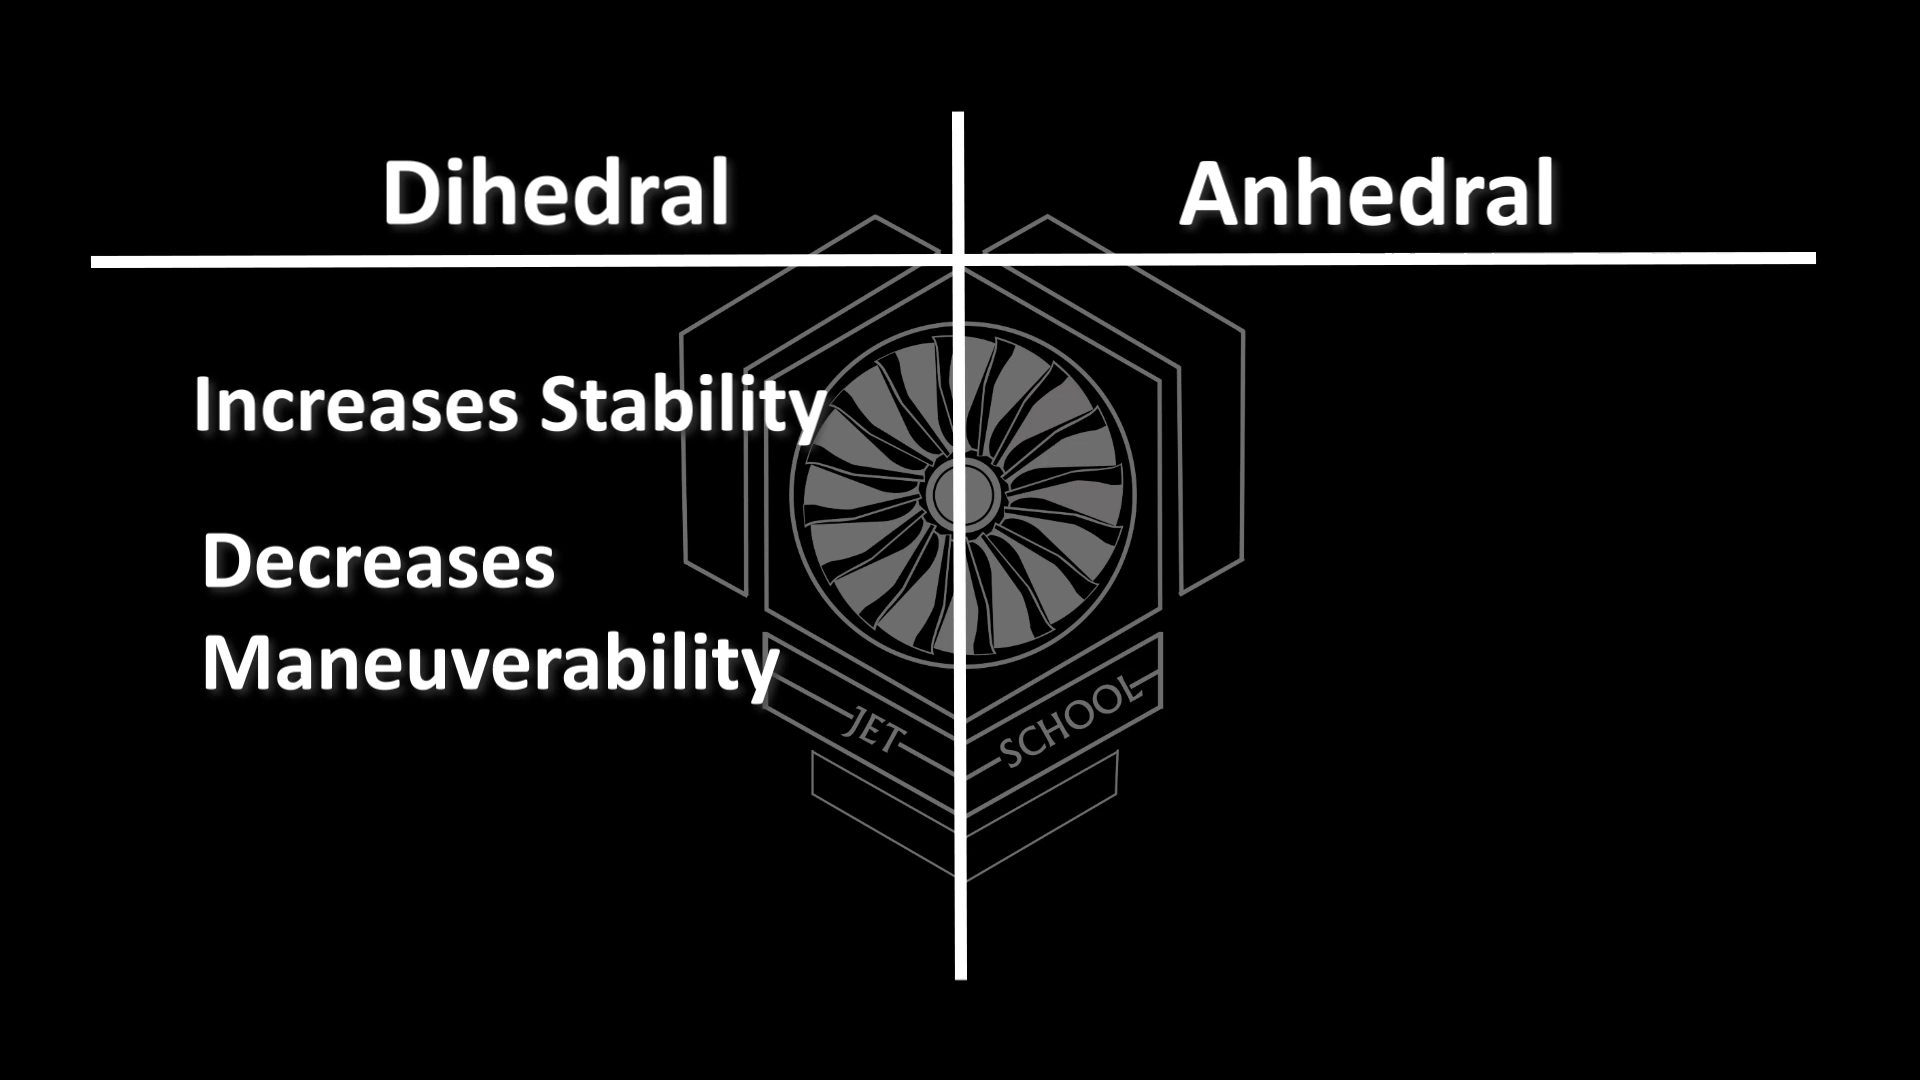 Dihedral
Anhedral
Increases Stability
Decreases
Maneuverability
JET
SCHOOL